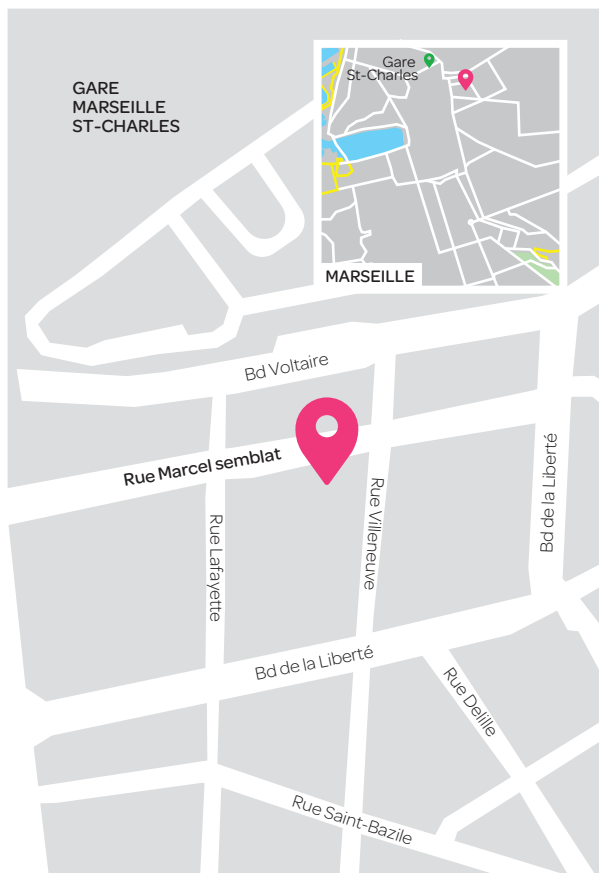 GARE
MARSEILLE
ST-CHARLES
Gare
St-Charles
MARSEILLE
Bd Voltaire
Rue Marcel semblat
Bd de la Liberté
Rue Villeneuve
Rue Lafayette
Bd de la Liberté
Rue Delille
Rue Saint-Bazile